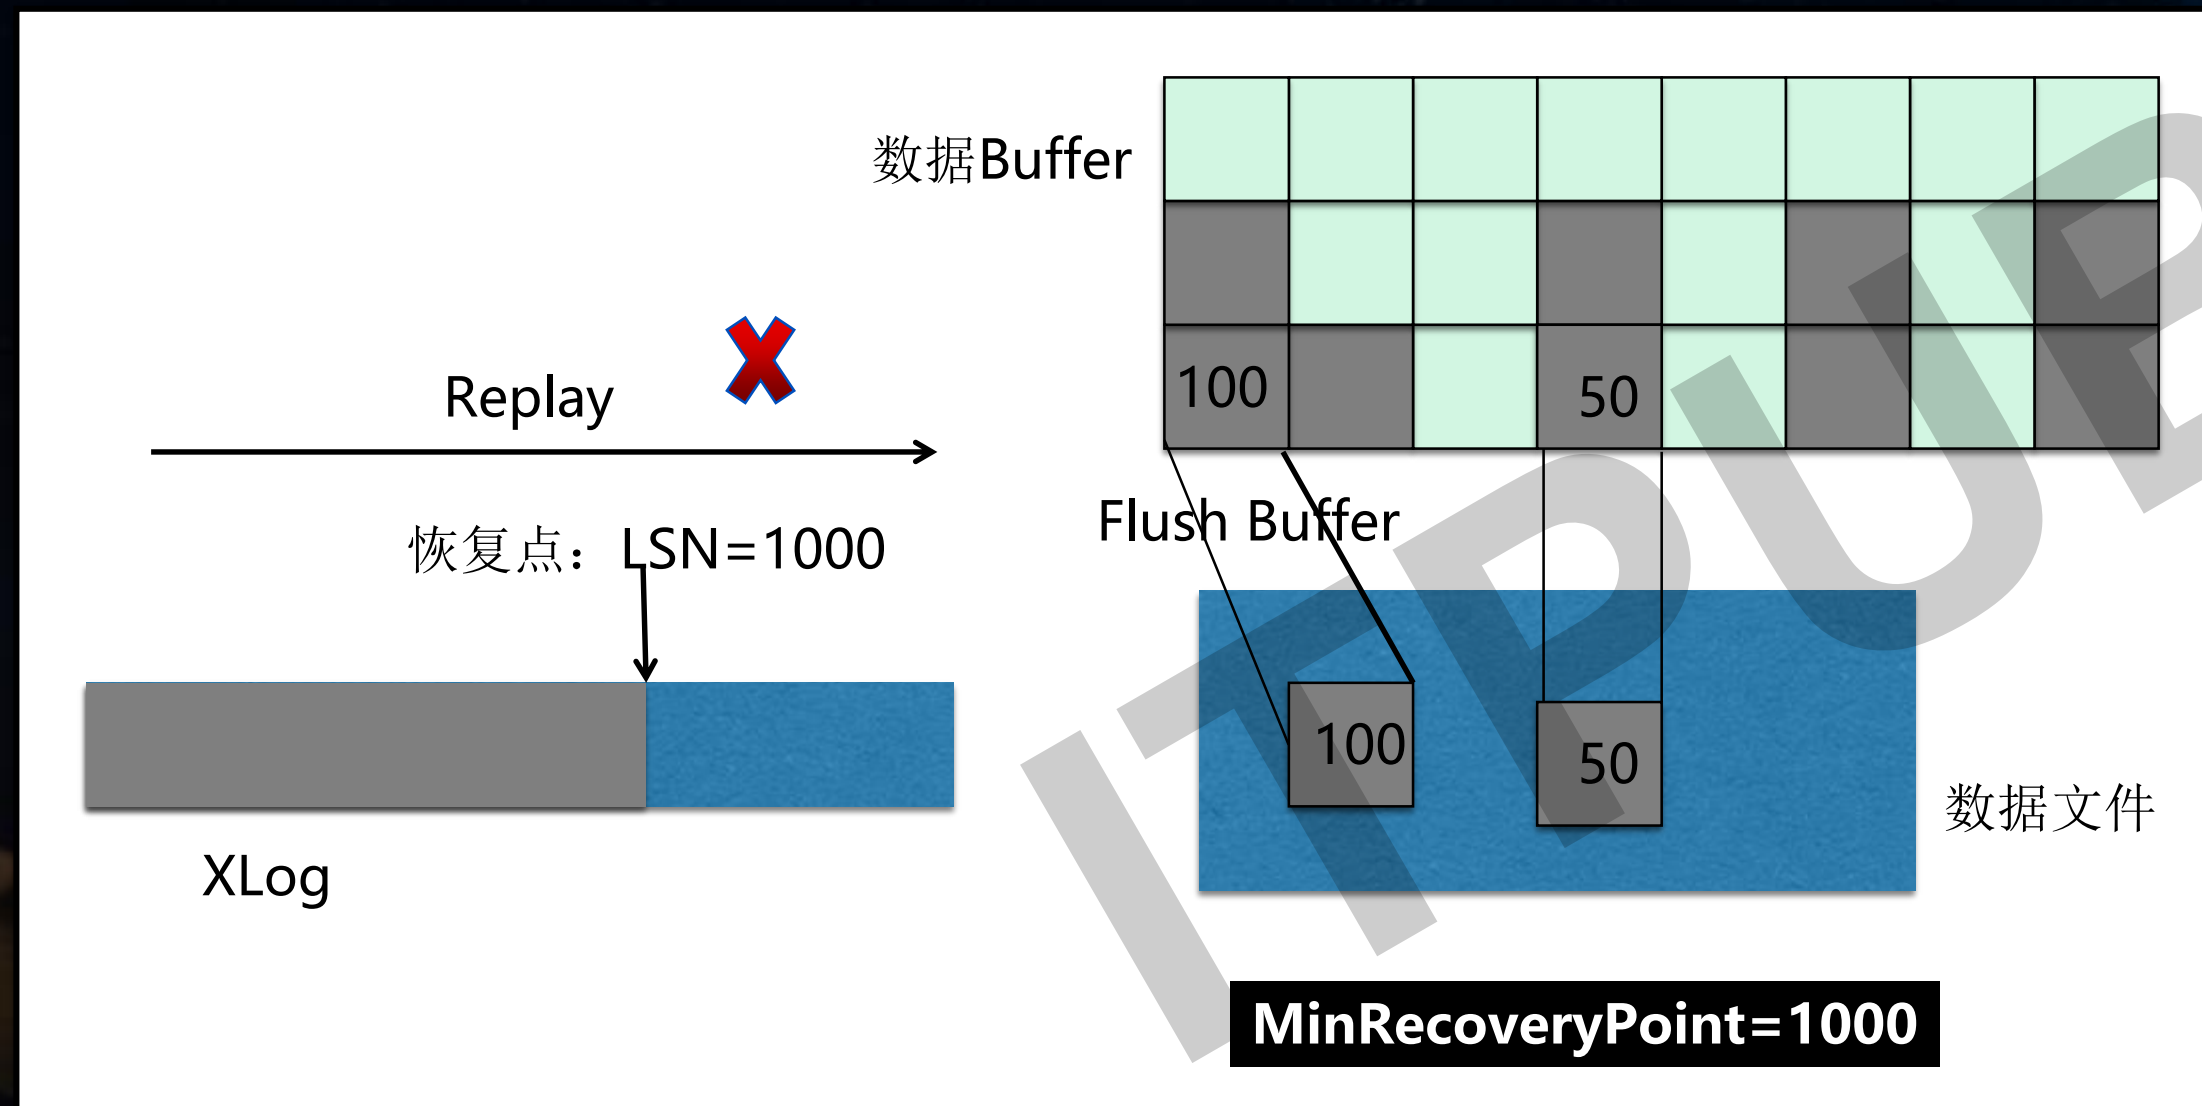 数据Buffer
100
50
Replay
Flush Buffer
恢复点：LSN=1000
100
50
数据文件
XLog
MinRecoveryPoint=1000
ITPUB